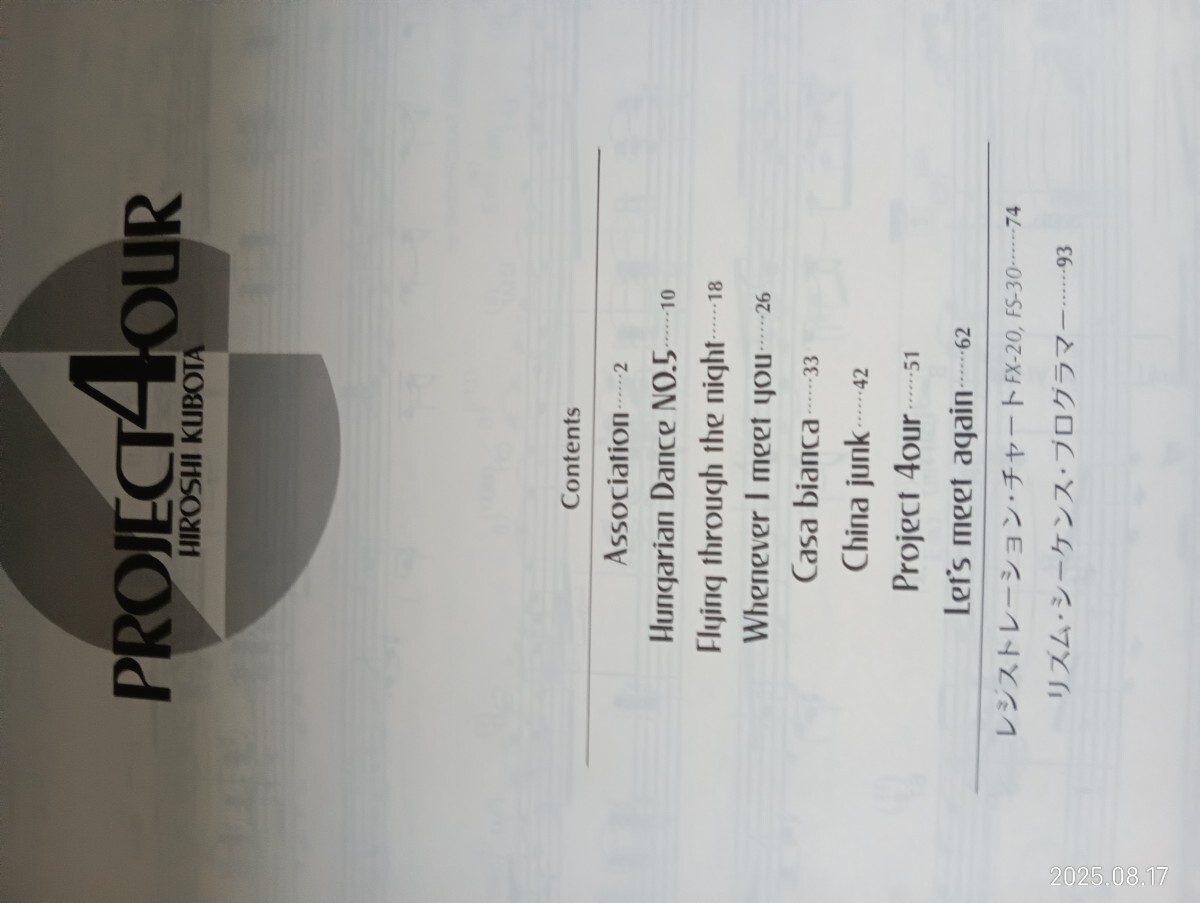 PROJECT 4OUR
HIROSHI KUBOTA
Contents
Association……2
Hungarian Dance NO.5……10
Flying through the night……18
Whenever I meet you……26
Casa bianca……33
China junk……42
Project 4our……51
Let's meet again……62
レジストレーション・チャートFX-20, FS-30……74
リズム・シーケンス・プログラマー……93
2025.08.17